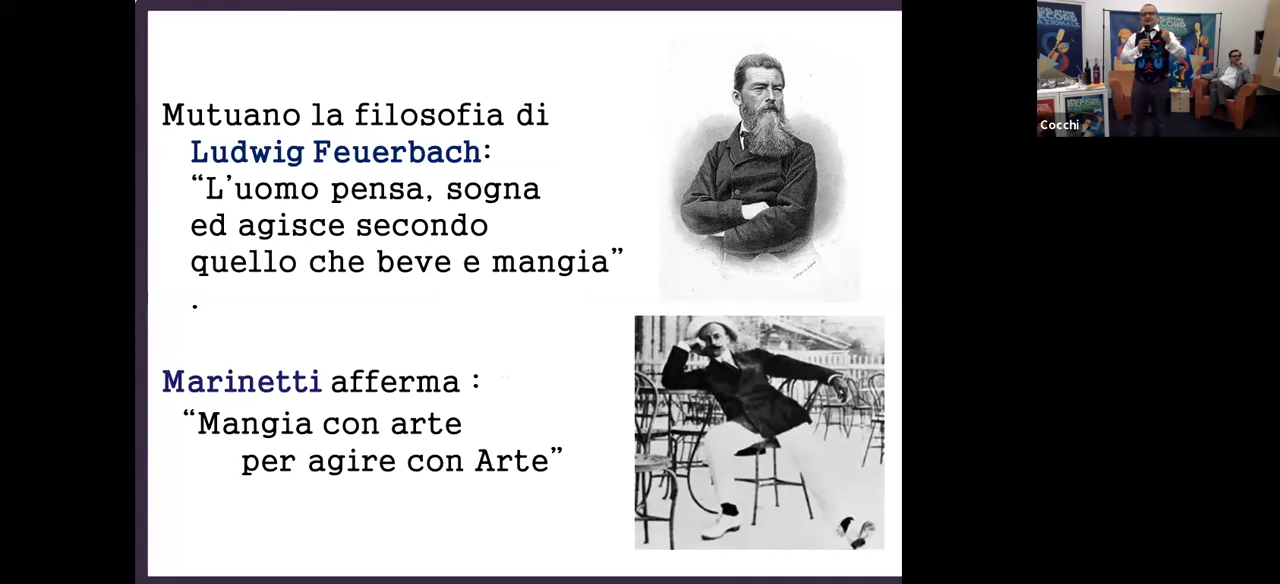 Mutuano la filosofia di
Ludwig Feuerbach:
“L’uomo pensa, sogna
ed agisce secondo
quello che beve e mangia”
.
Marinetti afferma :
“Mangia con arte
per agire con Arte”
Cocchi